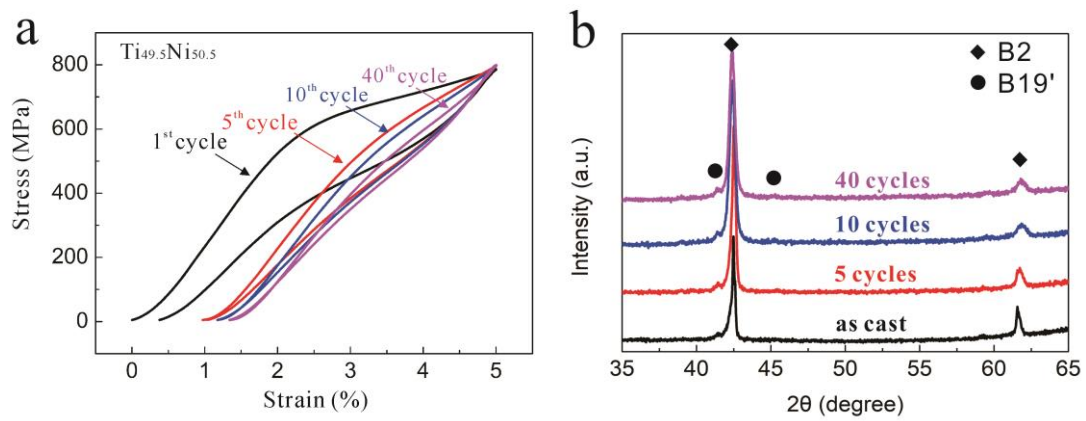 a
Ti49.5Ni50.5
1st cycle
5th cycle
10th cycle
40th cycle
800
600
400
200
0
Stress (MPa)
0 1 2 3 4 5
Strain (%)
b
◆ B2
● B19'
40 cycles
10 cycles
5 cycles
as cast
Intensity (a.u.)
35 40 45 50 55 60 65
2θ (degree)